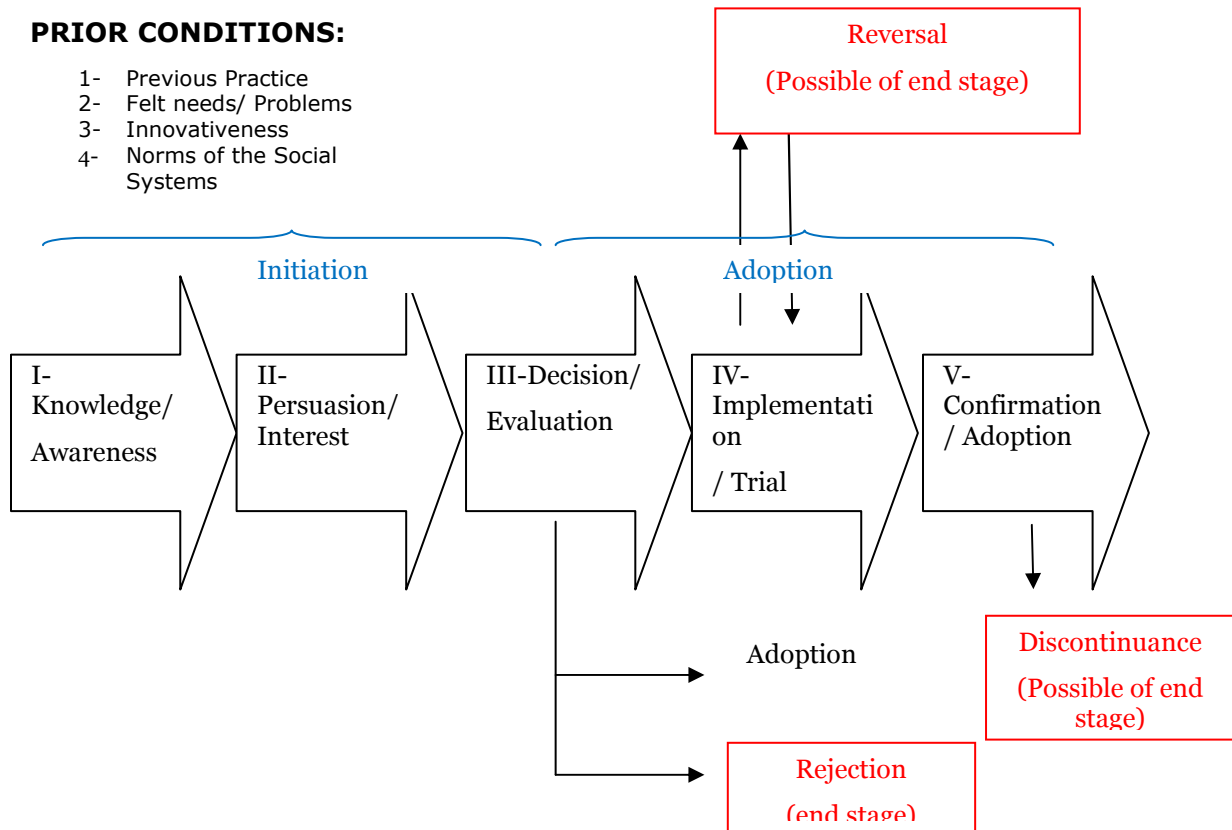 PRIOR CONDITIONS:
1- Previous Practice
2- Felt needs/ Problems
3- Innovativeness
4- Norms of the Social
Systems
Reversal
(Possible of end stage)
Initiation
Adoption
I-
Knowledge/
Awareness
II-
Persuasion/
Interest
III-Decision/
Evaluation
IV-
Implementati
on
/ Trial
V-
Confirmation
/ Adoption
Adoption
Discontinuance
(Possible of end
stage)
Rejection
(end stage)